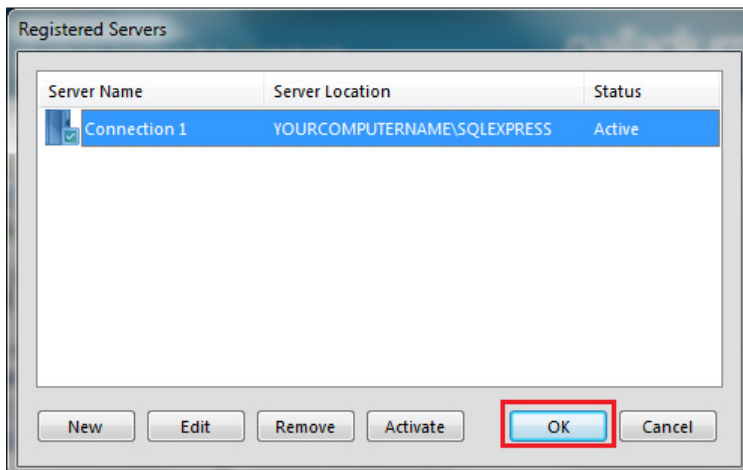 Registered Servers
Server Name Server Location Status
Connection 1 YOURCOMPUTERNAME\SQLEXPRESS Active
New Edit Remove Activate OK Cancel